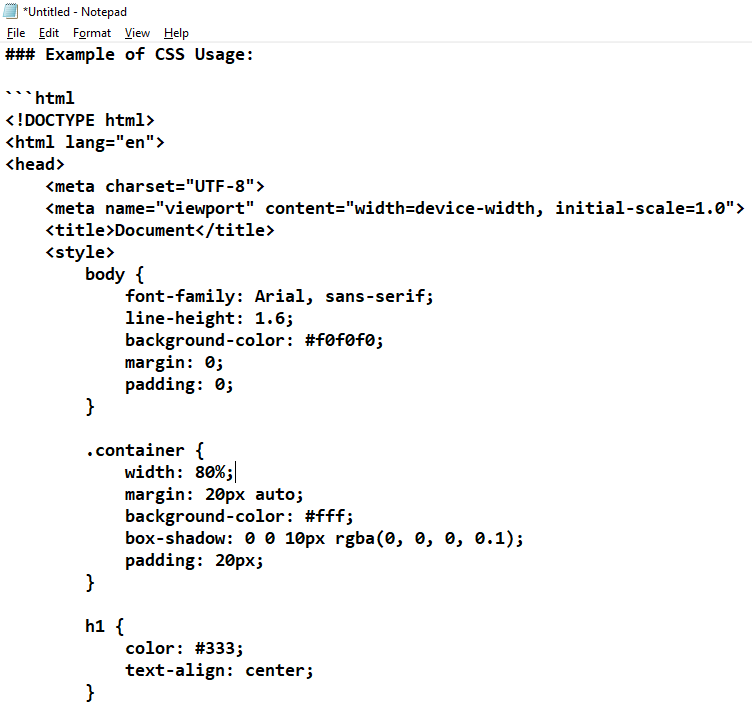 *Untitled - Notepad
File Edit Format View Help
### Example of CSS Usage:

```html
<!DOCTYPE html>
<html lang="en">
<head>
    <meta charset="UTF-8">
    <meta name="viewport" content="width=device-width, initial-scale=1.0">
    <title>Document</title>
    <style>
        body {
            font-family: Arial, sans-serif;
            line-height: 1.6;
            background-color: #f0f0f0;
            margin: 0;
            padding: 0;
        }

        .container {
            width: 80%;
            margin: 20px auto;
            background-color: #fff;
            box-shadow: 0 0 10px rgba(0, 0, 0, 0.1);
            padding: 20px;
        }

        h1 {
            color: #333;
            text-align: center;
        }